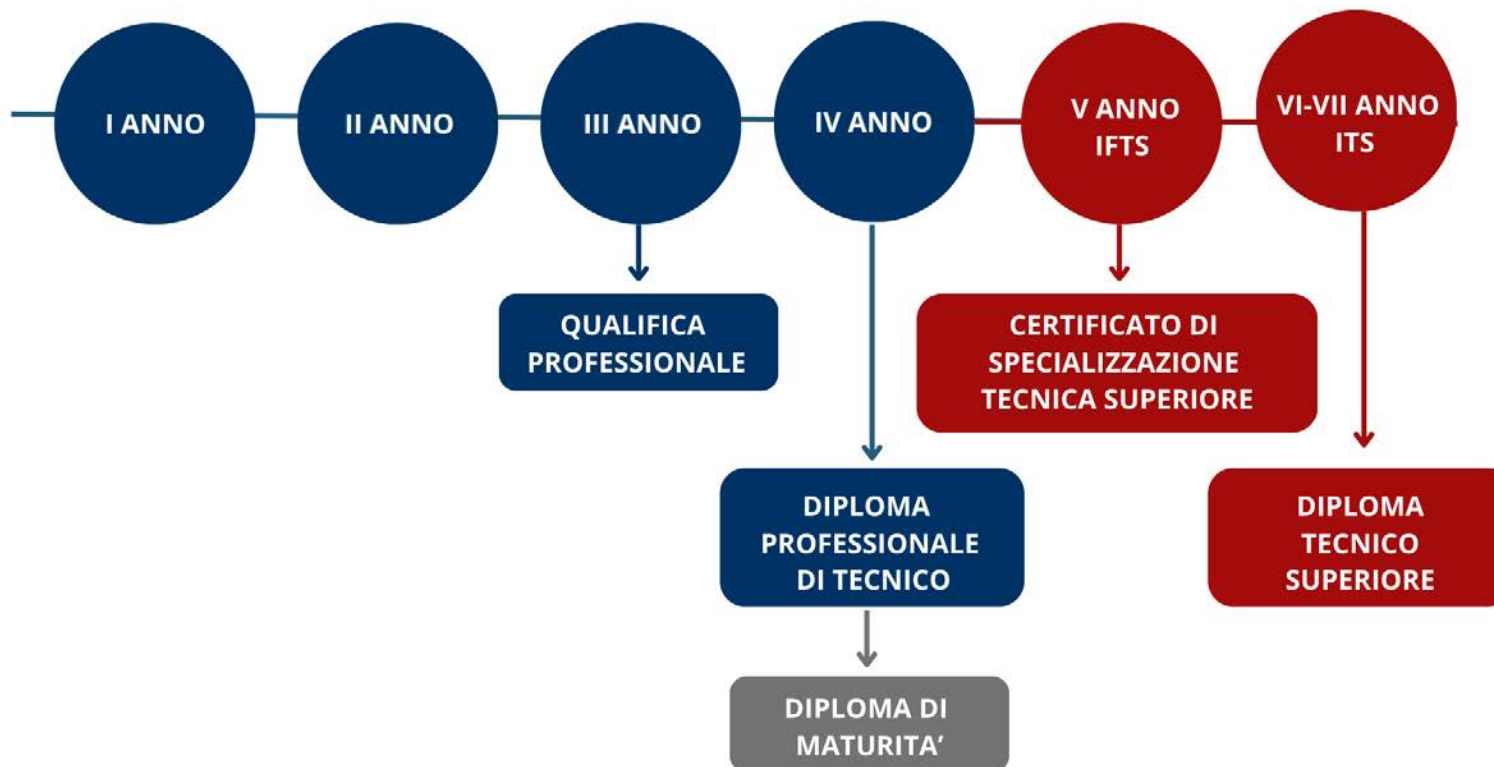 I ANNO
II ANNO
III ANNO
IV ANNO
V ANNO
IFTS
VI-VII ANNO
ITS
QUALIFICA
PROFESSIONALE
CERTIFICATO DI
SPECIALIZZAZIONE
TECNICA SUPERIORE
DIPLOMA
PROFESSIONALE
DI TECNICO
DIPLOMA
TECNICO
SUPERIORE
DIPLOMA DI
MATURITA’